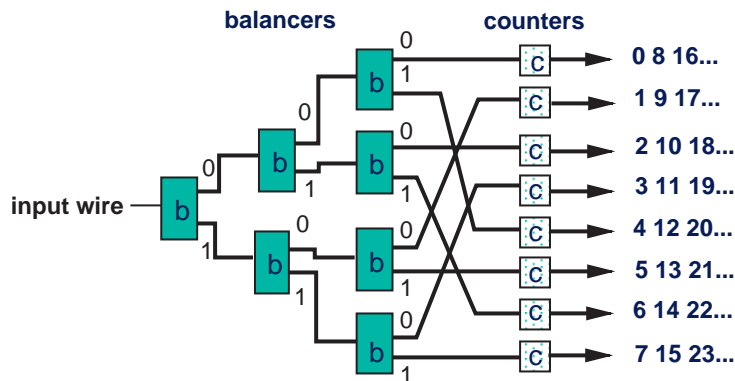 balancers
counters
0
1
b
c
0 8 16...
1 9 17...
c
0
1
b
0
1
b
c
2 10 18...
0
1
b
c
3 11 19...
input wire
c
4 12 20...
0
1
b
0
1
b
c
5 13 21...
c
6 14 22...
0
1
b
c
7 15 23...